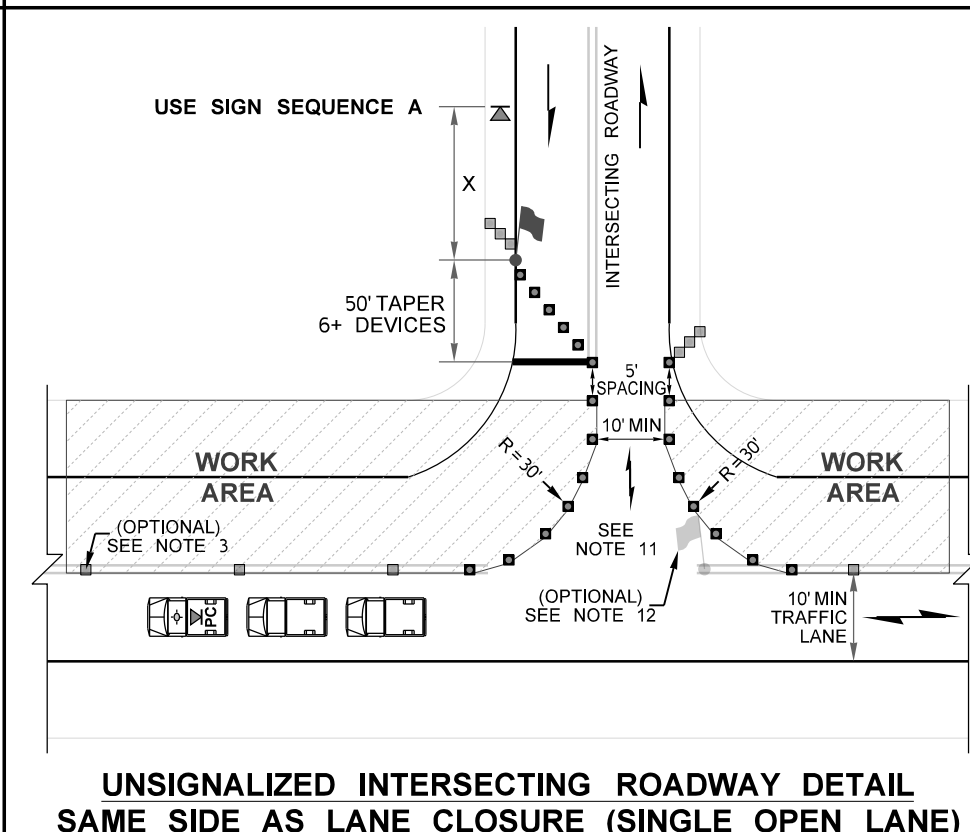 USE SIGN SEQUENCE A
INTERSECTING ROADWAY
X
50' TAPER
6+ DEVICES
5'
SPACING
10' MIN
R = 30'
R = 30'
WORK
AREA
WORK
AREA
(OPTIONAL)
SEE NOTE 3
SEE
NOTE 11
(OPTIONAL)
SEE NOTE 12
10' MIN
TRAFFIC
LANE
PC
UNSIGNALIZED INTERSECTING ROADWAY DETAIL
SAME SIDE AS LANE CLOSURE (SINGLE OPEN LANE)